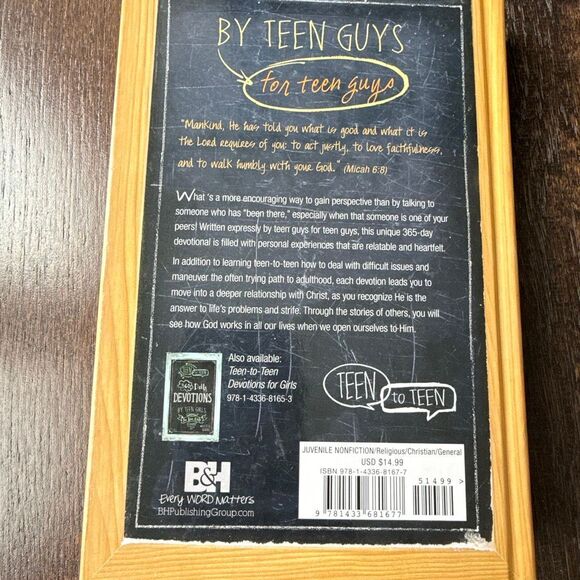 BY TEEN GUYS
for teen guys
"Mankind, He has told you what is good and what it is
the Lord requires of you: to act justly, to love faithfulness,
and to walk humbly with your God." (Micah 6:8)
What 's a more encouraging way to gain perspective than by talking to
someone who has "been there," especially when that someone is one of your
peers! Written expressly by teen guys for teen guys, this unique 365-day
devotional is filled with personal experiences that are relatable and heartfelt.
In addition to learning teen-to-teen how to deal with difficult issues and
maneuver the often trying path to adulthood, each devotion leads you to
move into a deeper relationship with Christ, as you recognize He is the
answer to life's problems and strife. Through the stories of others, you will
see how God works in all our lives when we open ourselves to Him.
Also available:
Teen-to-Teen
Devotions for Girls
978-1-4336-8165-3
DEVOTIONS
BY TEEN GIRLS
TEEN
to TEEN
B&H
Every WORD Matters
BHPublishingGroup.com
JUVENILE NONFICTION/Religious/Christian/General
USD $14.99
ISBN 978-1-4336-8167-7
51499>
9 781433 681677